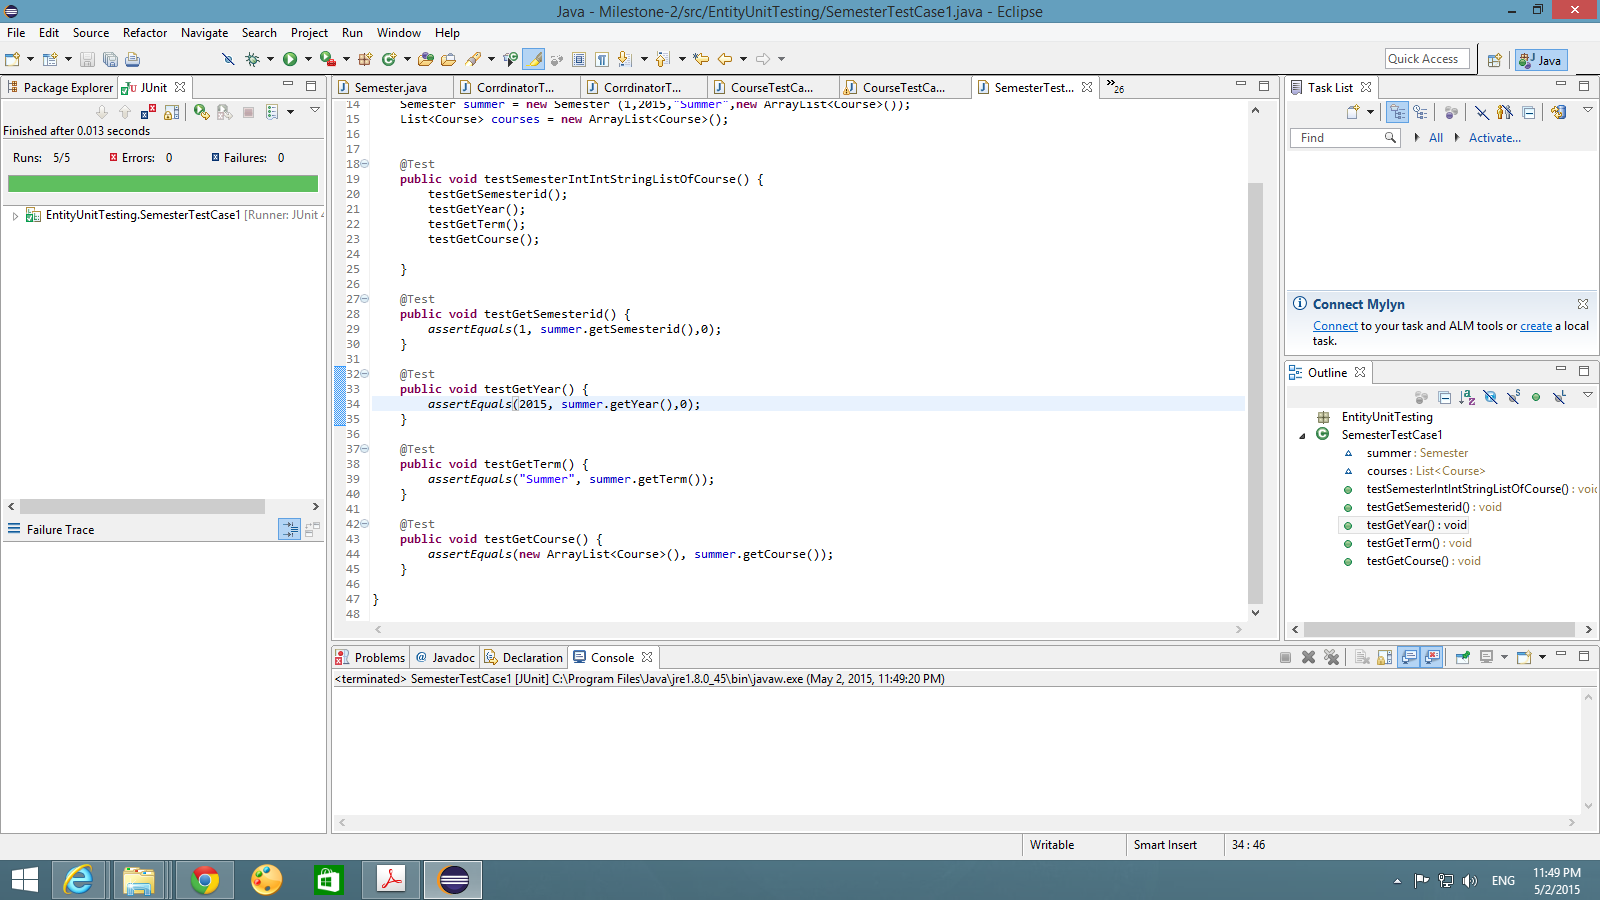 Java - Milestone-2/src/EntityUnitTesting/SemesterTestCase1.java - Eclipse
File Edit Source Refactor Navigate Search Project Run Window Help
Quick Access
Java
Package Explorer JUnit
Finished after 0.013 seconds
Runs: 5/5 Errors: 0 Failures: 0
EntityUnitTesting.SemesterTestCase1 [Runner: JUnit 4
Failure Trace
Semester.java CorrdinatorT... CorrdinatorT... CourseTestCa... CourseTestCa... SemesterTest... »26
14 Semester summer = new Semester (1,2015,"Summer",new ArrayList<Course>());
15 List<Course> courses = new ArrayList<Course>();
16
17
18 @Test
19 public void testSemesterIntIntStringListOfCourse() {
20 testGetSemesterid();
21 testGetYear();
22 testGetTerm();
23 testGetCourse();
24
25 }
26
27 @Test
28 public void testGetSemesterid() {
29 assertEquals(1, summer.getSemesterid(),0);
30 }
31
32 @Test
33 public void testGetYear() {
34 assertEquals(2015, summer.getYear(),0);
35 }
36
37 @Test
38 public void testGetTerm() {
39 assertEquals("Summer", summer.getTerm());
40 }
41
42 @Test
43 public void testGetCourse() {
44 assertEquals(new ArrayList<Course>(), summer.getCourse());
45 }
46
47 }
48
Task List
Find All Activate...
Connect Mylyn
Connect to your task and ALM tools or create a local
task.
Outline
EntityUnitTesting
SemesterTestCase1
summer : Semester
courses : List<Course>
testSemesterIntIntStringListOfCourse() : voic
testGetSemesterid() : void
testGetYear() : void
testGetTerm() : void
testGetCourse() : void
Problems @ Javadoc Declaration Console
<terminated> SemesterTestCase1 [JUnit] C:\Program Files\Java\jre1.8.0_45\bin\javaw.exe (May 2, 2015, 11:49:20 PM)
Writable Smart Insert 34 : 46
ENG
11:49 PM
5/2/2015